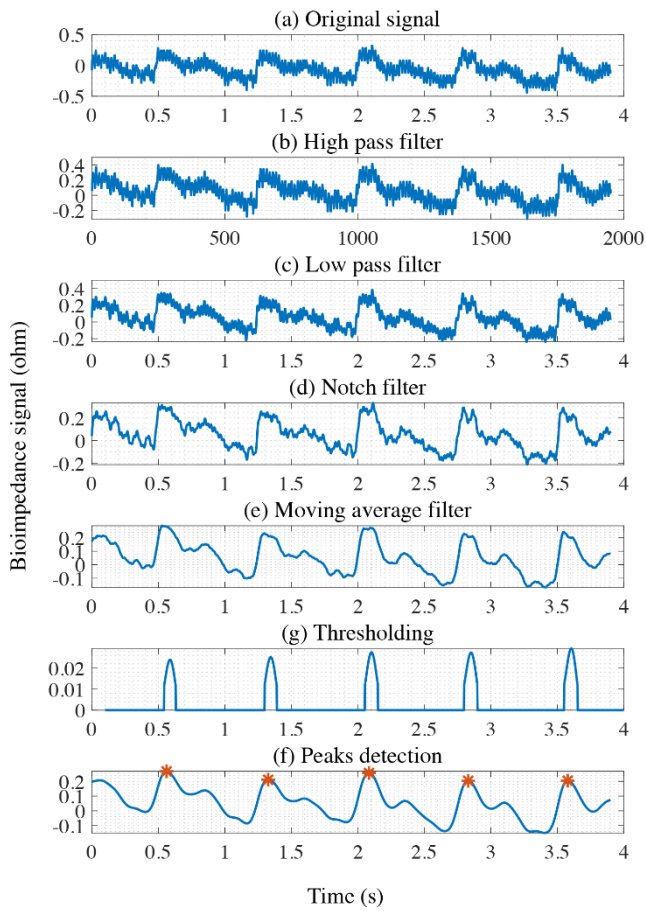 (a) Original signal
0.5
0
-0.5
0 0.5 1 1.5 2 2.5 3 3.5 4
(b) High pass filter
0.4
0.2
0
-0.2
0 500 1000 1500 2000
(c) Low pass filter
0.4
0.2
0
-0.2
0 0.5 1 1.5 2 2.5 3 3.5 4
(d) Notch filter
0.2
0
-0.2
0 0.5 1 1.5 2 2.5 3 3.5 4
(e) Moving average filter
0.2
0.1
0
-0.1
0 0.5 1 1.5 2 2.5 3 3.5 4
(g) Thresholding
0.02
0.01
0
0 0.5 1 1.5 2 2.5 3 3.5 4
(f) Peaks detection
0.2
0.1
0
-0.1
0 0.5 1 1.5 2 2.5 3 3.5 4
Time (s)
Bioimpedance signal (ohm)